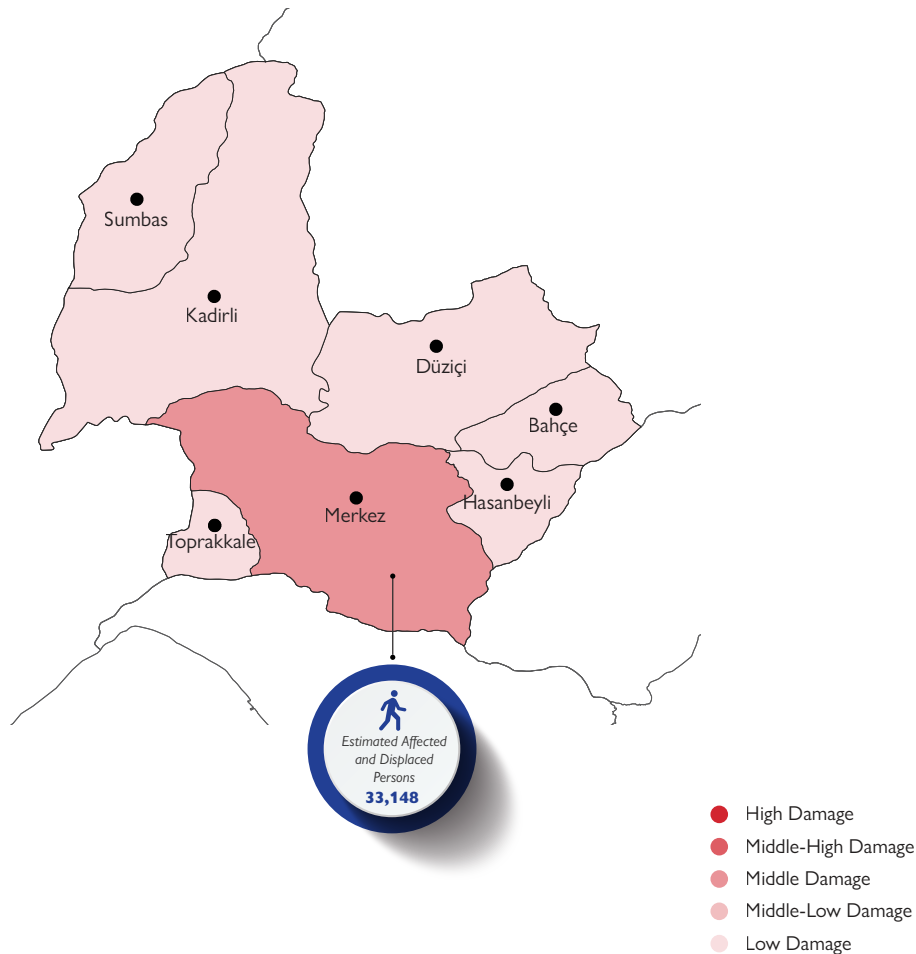 Sumbas
Kadirli
Düziçi
Bahçe
Hasanbeyli
Merkez
Toprakkale
Estimated Affected
and Displaced
Persons
33,148
High Damage
Middle-High Damage
Middle Damage
Middle-Low Damage
Low Damage